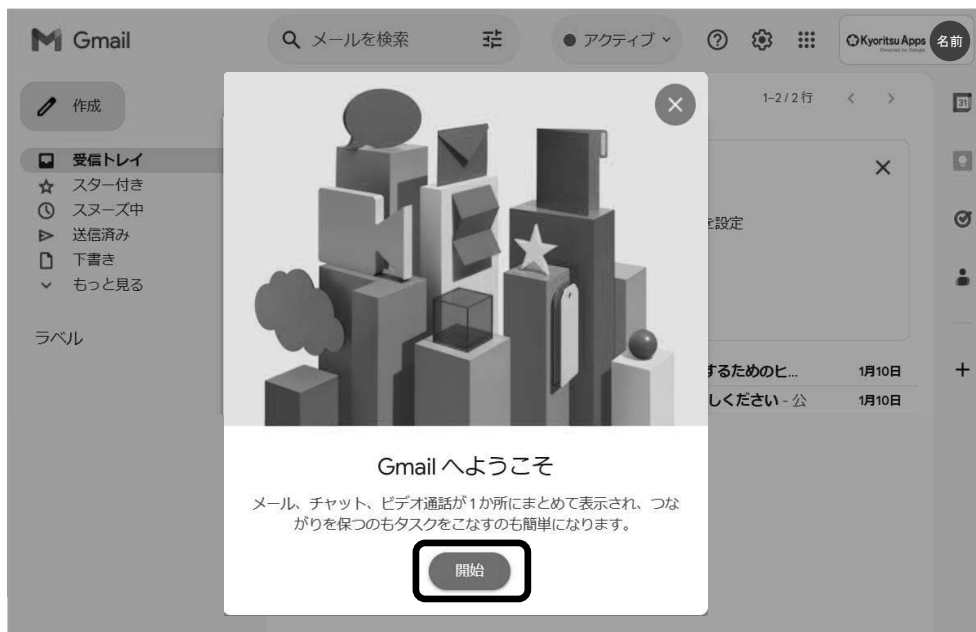 Gmail
メールを検索
アクティブ
Kyoritsu Apps
Powered by Google
名前
作成
1–2 / 2 行
31
受信トレイ
スター付き
スヌーズ中
送信済み
下書き
もっと見る
ラベル
を設定
するためのヒ... 1月10日
しください - 公 1月10日
Gmail へようこそ
メール、チャット、ビデオ通話が 1 か所にまとめて表示され、つな
がりを保つのもタスクをこなすのも簡単になります。
開始